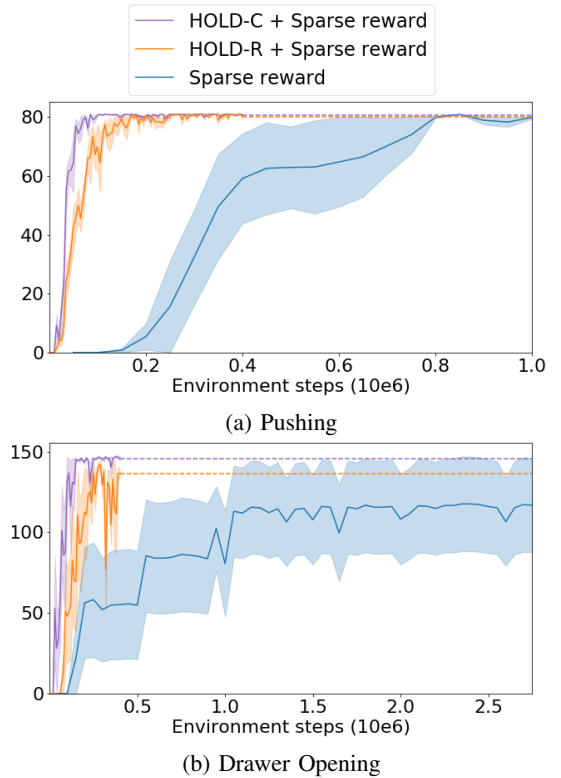 HOLD-C + Sparse reward
HOLD-R + Sparse reward
Sparse reward
80
60
40
20
0
0.2 0.4 0.6 0.8 1.0
Environment steps (10e6)
(a) Pushing
150
100
50
0
0.5 1.0 1.5 2.0 2.5
Environment steps (10e6)
(b) Drawer Opening